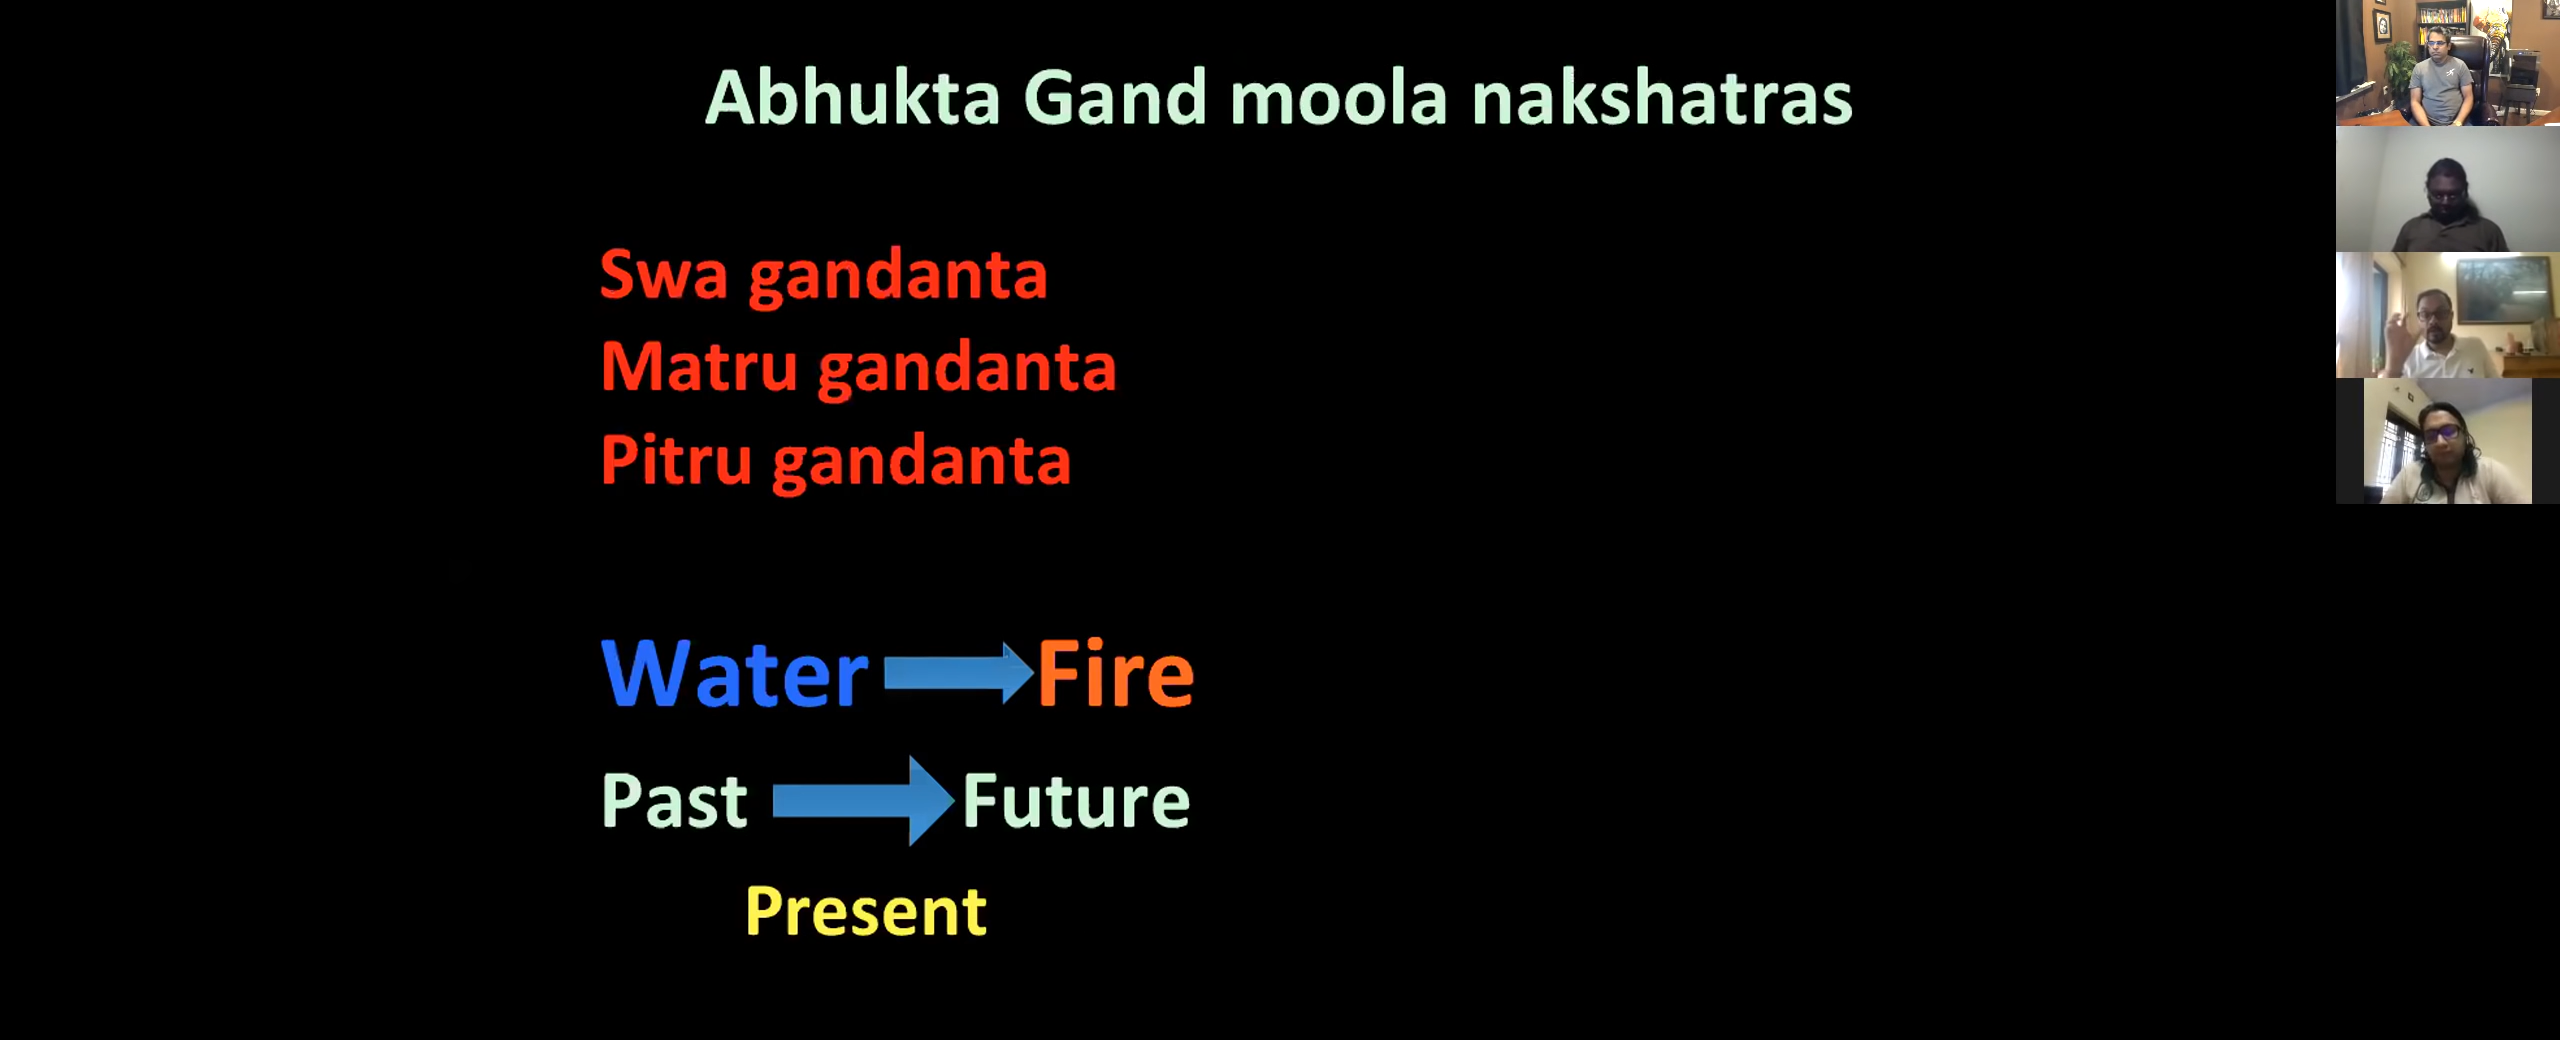 Abhukta Gand moola nakshatras
Swa gandanta
Matru gandanta
Pitru gandanta
Water Fire
Past Future
Present